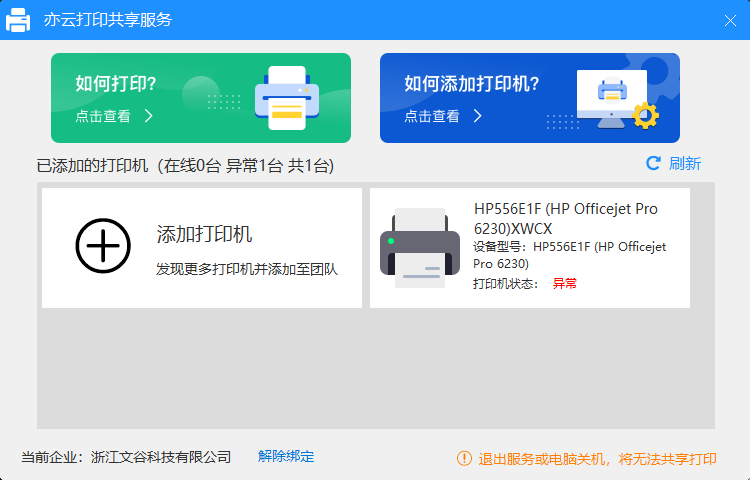 亦云打印共享服务
如何打印?
点击查看
如何添加打印机?
点击查看
已添加的打印机（在线0台 异常1台 共1台)
刷新
添加打印机
发现更多打印机并添加至团队
HP556E1F (HP Officejet Pro
6230)XWCX
设备型号：HP556E1F (HP Officejet
Pro 6230)
打印机状态： 异常
当前企业：浙江文谷科技有限公司
解除绑定
退出服务或电脑关机，将无法共享打印